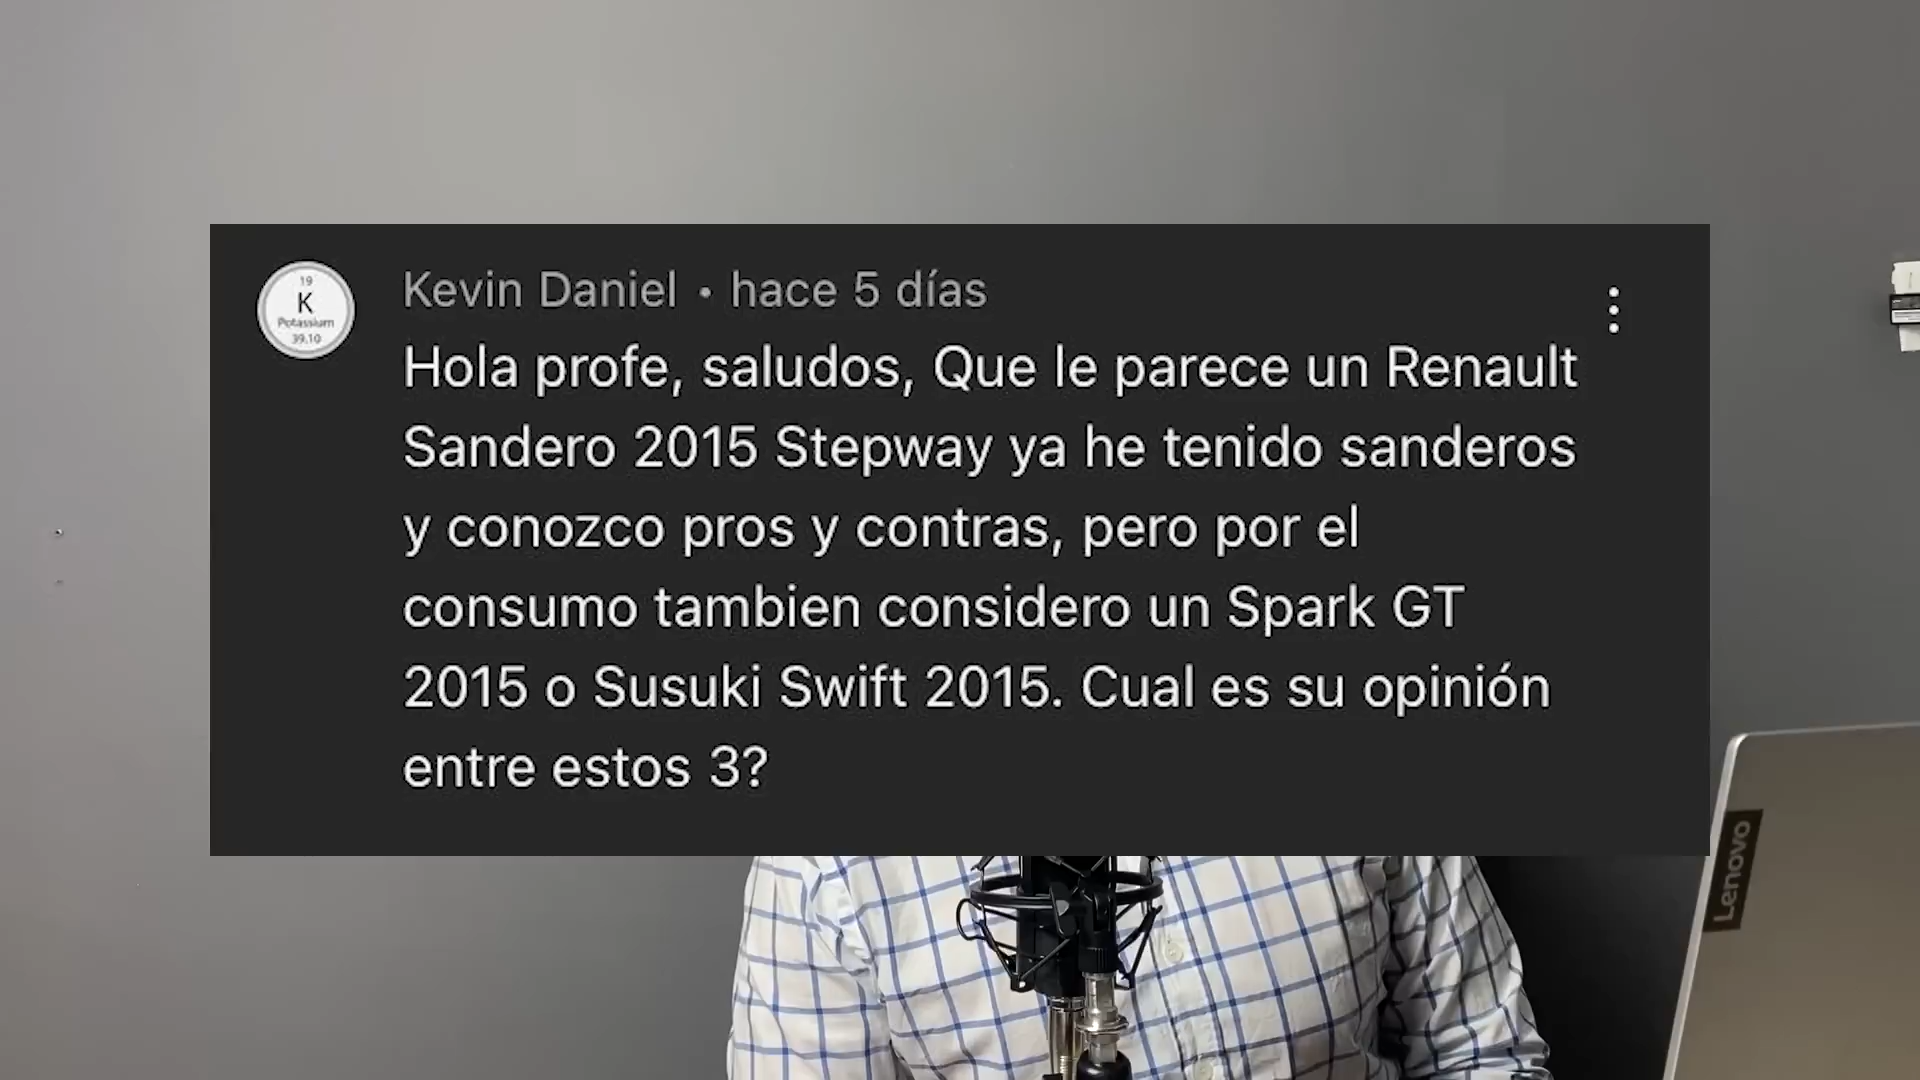 19
K
Potassium
39.10
Kevin Daniel • hace 5 días
Hola profe, saludos, Que le parece un Renault
Sandero 2015 Stepway ya he tenido sanderos
y conozco pros y contras, pero por el
consumo tambien considero un Spark GT
2015 o Susuki Swift 2015. Cual es su opinión
entre estos 3?
Lenovo